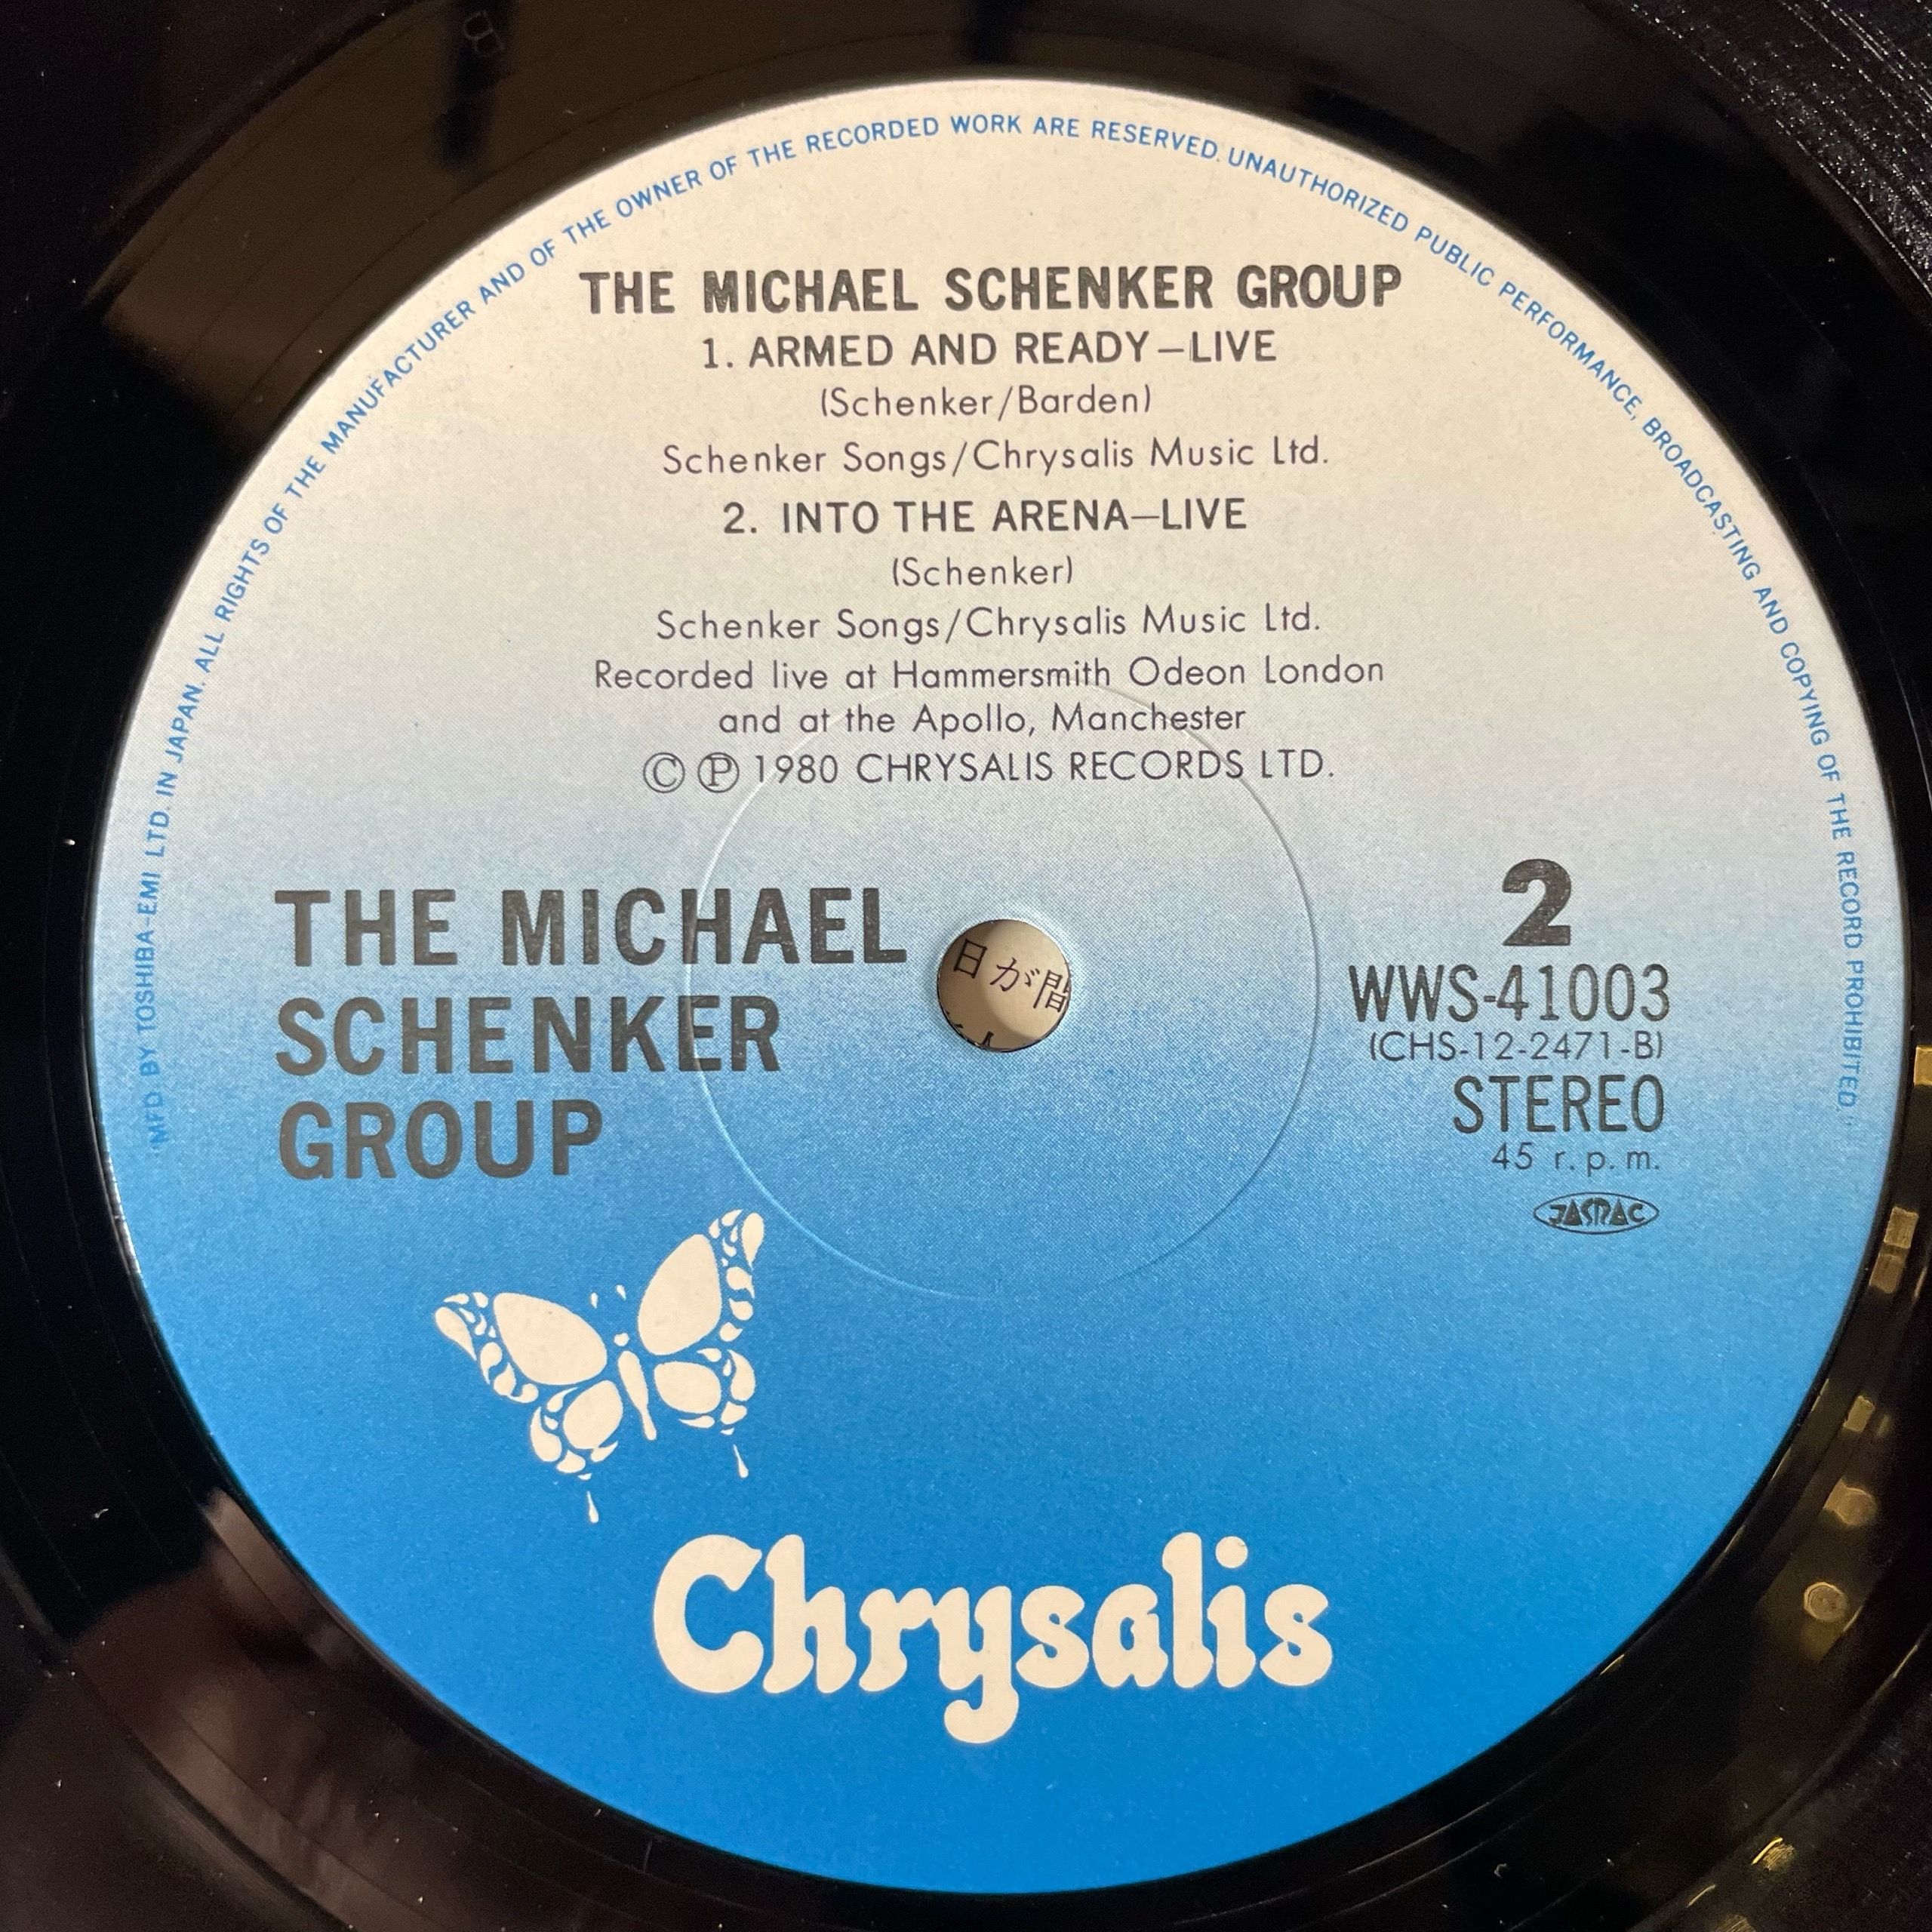 MFD. BY TOSHIBA-EMI LTD. IN JAPAN. ALL RIGHTS OF THE MANUFACTURER AND OF THE OWNER OF THE RECORDED WORK ARE RESERVED. UNAUTHORIZED PUBLIC PERFORMANCE, BROADCASTING AND COPYING OF THE RECORD PROHIBITED.
THE MICHAEL SCHENKER GROUP
1. ARMED AND READY–LIVE
(Schenker/Barden)
Schenker Songs/Chrysalis Music Ltd.
2. INTO THE ARENA–LIVE
(Schenker)
Schenker Songs/Chrysalis Music Ltd.
Recorded live at Hammersmith Odeon London
and at the Apollo, Manchester
Ⓒ Ⓟ 1980 CHRYSALIS RECORDS LTD.
THE MICHAEL
SCHENKER
GROUP
日が間
2
WWS-41003
(CHS-12-2471-B)
STEREO
45 r.p.m.
JASRAC
Chrysalis